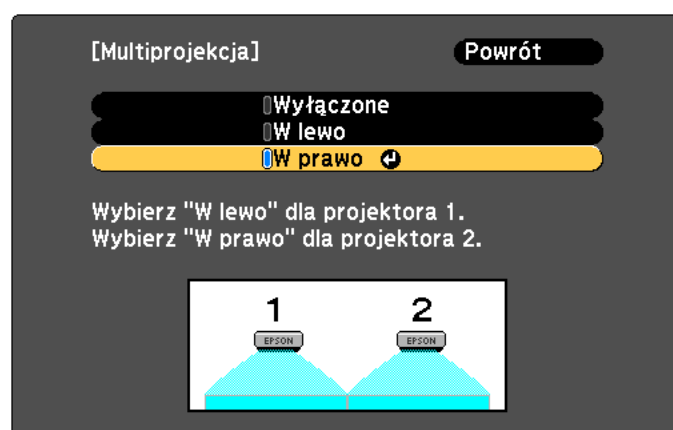 [Multiprojekcja]
Powrót
Wyłączone
W lewo
W prawo
Wybierz "W lewo" dla projektora 1.
Wybierz "W prawo" dla projektora 2.
1 2
EPSON EPSON